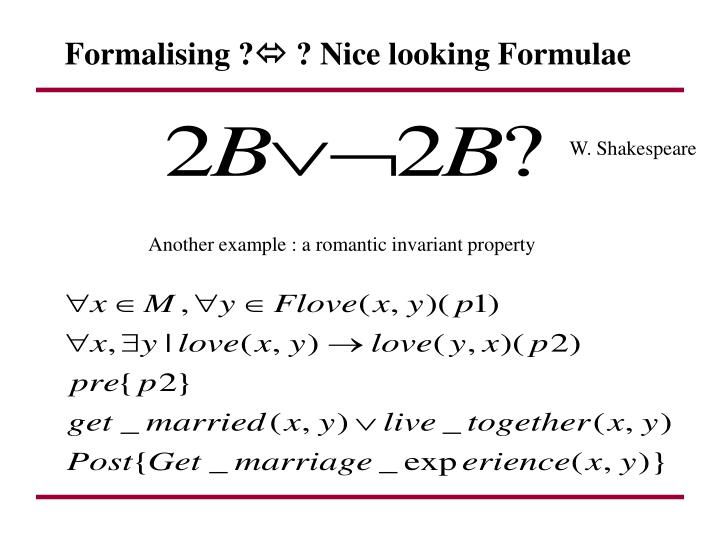 Formalising ?⇔ ? Nice looking Formulae
2B∨¬2B?
W. Shakespeare
Another example : a romantic invariant property
∀x ∈ M , ∀y ∈ Flove(x, y)( p1)
∀x, ∃y | love(x, y) → love(y, x)( p2)
pre{ p2}
get _ married(x, y) ∨ live _ together(x, y)
Post{Get _ marriage _ exp erience(x, y)}